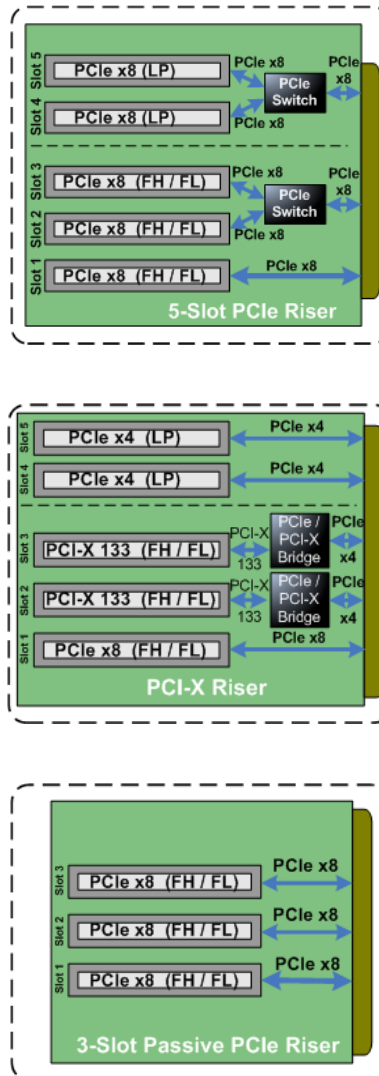 Slot 5
PCIe x8 (LP)
PCIe x8
PCIe
x8
PCIe
Switch
Slot 4
PCIe x8 (LP)
PCIe x8
Slot 3
PCIe x8 (FH / FL)
PCIe x8
PCIe
x8
PCIe
Switch
Slot 2
PCIe x8 (FH / FL)
PCIe x8
Slot 1
PCIe x8 (FH / FL)
PCIe x8
5-Slot PCIe Riser
Slot 5
PCIe x4 (LP)
PCIe x4
Slot 4
PCIe x4 (LP)
PCIe x4
Slot 3
PCI-X 133 (FH / FL)
PCI-X
133
PCIe /
PCI-X
Bridge
PCIe
x4
Slot 2
PCI-X 133 (FH / FL)
PCI-X
133
PCIe /
PCI-X
Bridge
PCIe
x4
Slot 1
PCIe x8 (FH / FL)
PCIe x8
PCI-X Riser
Slot 3
PCIe x8 (FH / FL)
PCIe x8
Slot 2
PCIe x8 (FH / FL)
PCIe x8
Slot 1
PCIe x8 (FH / FL)
PCIe x8
3-Slot Passive PCIe Riser